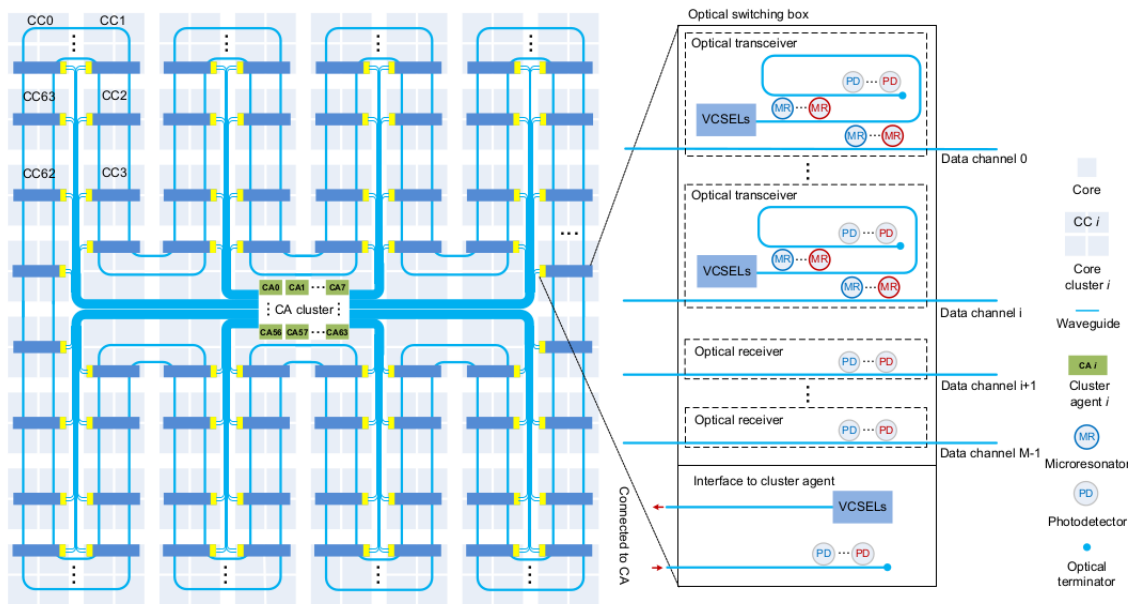 CC0
CC1
CC63
CC2
CC62
CC3
CA0
CA1
CA7
CA cluster
CA56
CA57
CA63
Connected to CA
Optical switching box
Optical transceiver
PD
PD
VCSELs
MR
MR
MR
MR
Data channel 0
Optical transceiver
PD
PD
VCSELs
MR
MR
MR
MR
Data channel i
Optical receiver
PD
PD
Data channel i+1
Optical receiver
PD
PD
Data channel M-1
Interface to cluster agent
VCSELs
PD
PD
Core
CC i
Core
cluster i
Waveguide
CA i
Cluster
agent i
MR
Microresonator
PD
Photodetector
Optical
terminator